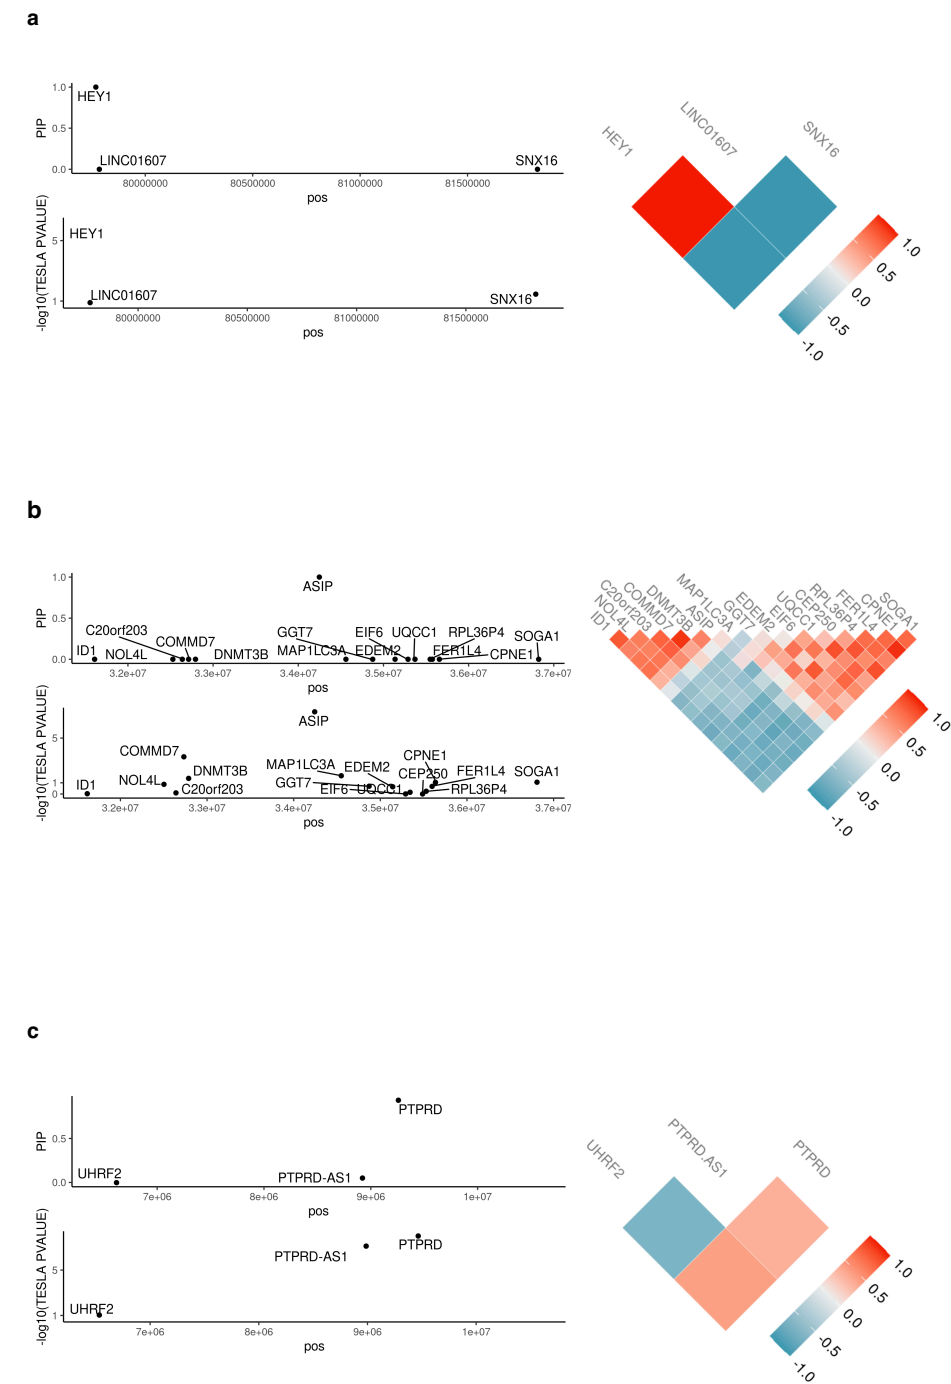 a
1.0
HEY1
0.5
PIP
0.0
LINC01607
SNX16
80000000
80500000
81000000
81500000
pos
HEY1
5
-log10(TESLA PVALUE)
LINC01607
SNX16
1
80000000
80500000
81000000
81500000
pos
HEY1
LINC01607
SNX16
1.0
0.5
0.0
-0.5
-1.0
b
1.0
ASIP
0.5
PIP
C20orf203
COMMD7
GGT7
EIF6
UQCC1
RPL36P4
SOGA1
0.0
ID1
NOL4L
DNMT3B
MAP1LC3A
EDEM2
FER1L4
CPNE1
3.2e+07
3.3e+07
3.4e+07
3.5e+07
3.6e+07
3.7e+07
pos
ASIP
5
-log10(TESLA PVALUE)
COMMD7
CPNE1
MAP1LC3A
EDEM2
CEP250
FER1L4
SOGA1
DNMT3B
1
0
ID1
NOL4L
C20orf203
GGT7
EIF6
UQCC1
RPL36P4
3.2e+07
3.3e+07
3.4e+07
3.5e+07
3.6e+07
3.7e+07
pos
ID1
NOL4L
C20orf203
COMMD7
DNMT3B
ASIP
MAP1LC3A
GGT7
EDEM2
EIF6
UQCC1
CEP250
RPL36P4
FER1L4
CPNE1
SOGA1
1.0
0.5
0.0
-0.5
-1.0
c
PTPRD
0.5
PIP
UHRF2
PTPRD-AS1
0.0
7e+06
8e+06
9e+06
1e+07
pos
PTPRD-AS1
PTPRD
5
-log10(TESLA PVALUE)
UHRF2
1
7e+06
8e+06
9e+06
1e+07
pos
UHRF2
PTPRD.AS1
PTPRD
1.0
0.5
0.0
-0.5
-1.0